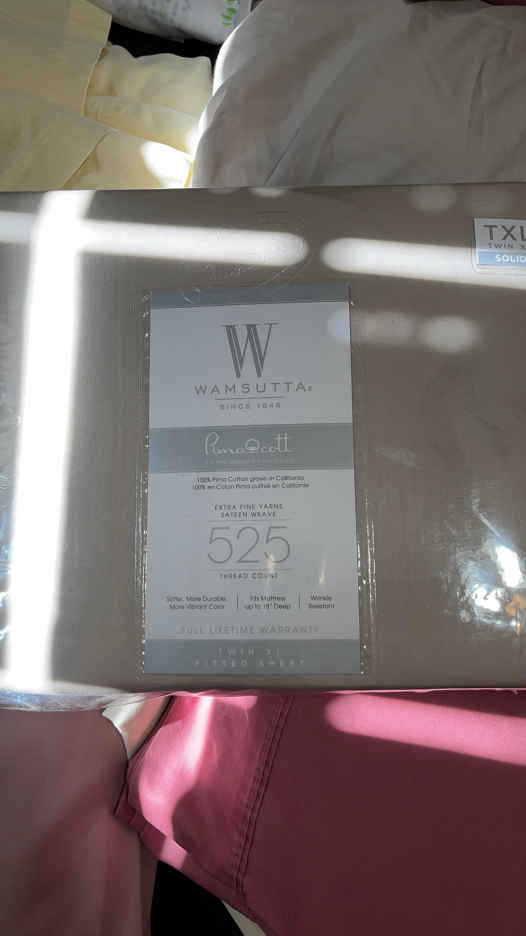 TXL
TWIN X
SOLID
W
WAMSUTTA®
SINCE 1846
Pimacott
100% Pima Cotton grown in California
100% en Coton Pima cultivé en Californie
EXTRA FINE YARNS
SATEEN WEAVE
525
THREAD COUNT
Softer, More Durable, More Vibrant Color
Fits Mattress up to 18" Deep
Wrinkle Resistant
FULL LIFETIME WARRANTY
TWIN XL
FITTED SHEET